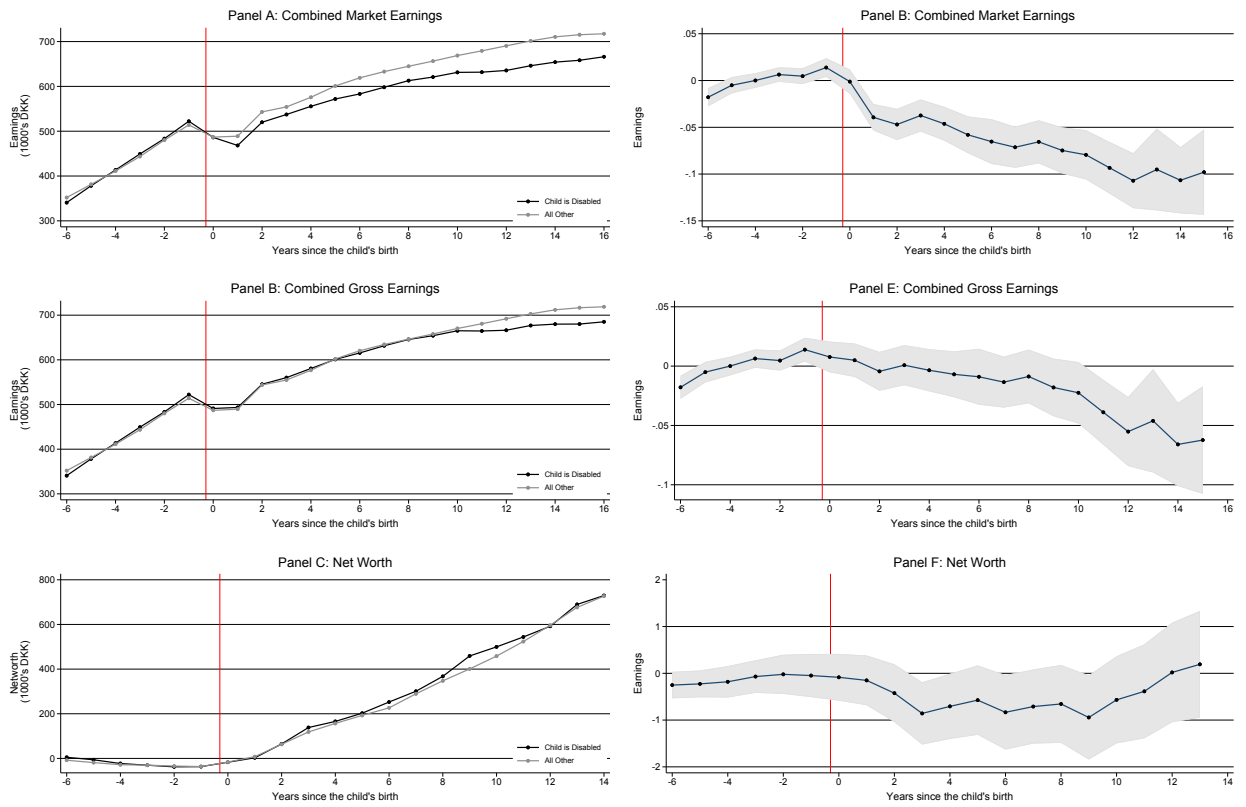 Panel A: Combined Market Earnings
700
600
500
400
300
Earnings
(1000's DKK)
-6 -4 -2 0 2 4 6 8 10 12 14 16
Years since the child's birth
Child is Disabled
All Other
Panel B: Combined Market Earnings
.05
0
-.05
-.1
-.15
Earnings
-6 -4 -2 0 2 4 6 8 10 12 14 16
Years since the child's birth
Panel B: Combined Gross Earnings
700
600
500
400
300
Earnings
(1000's DKK)
-6 -4 -2 0 2 4 6 8 10 12 14 16
Years since the child's birth
Child is Disabled
All Other
Panel E: Combined Gross Earnings
.05
0
-.05
-.1
Earnings
-6 -4 -2 0 2 4 6 8 10 12 14 16
Years since the child's birth
Panel C: Net Worth
800
600
400
200
0
Networth
(1000's DKK)
-6 -4 -2 0 2 4 6 8 10 12 14
Years since the child's birth
Child is Disabled
All Other
Panel F: Net Worth
2
1
0
-1
-2
Earnings
-6 -4 -2 0 2 4 6 8 10 12 14
Years since the child's birth